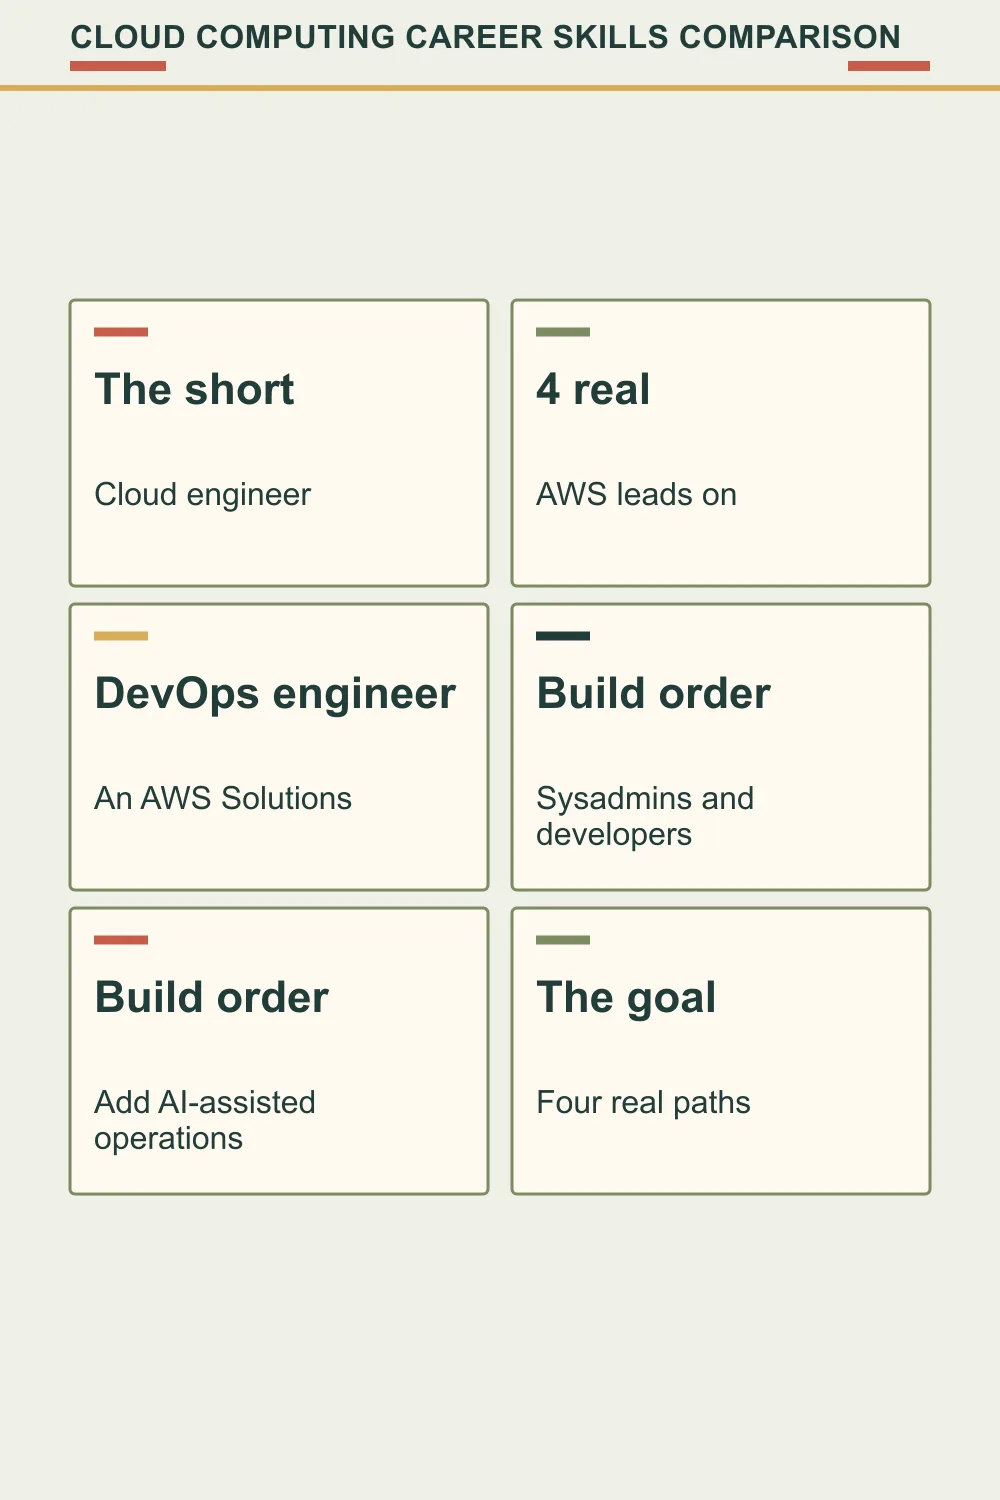 CLOUD COMPUTING CAREER SKILLS COMPARISON
The short
Cloud engineer
4 real
AWS leads on
DevOps engineer
An AWS Solutions
Build order
Sysadmins and
developers
Build order
Add AI-assisted
operations
The goal
Four real paths